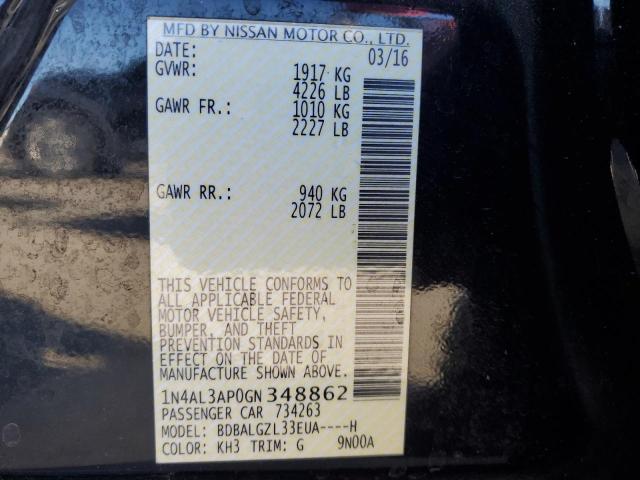 MFD BY NISSAN MOTOR CO., LTD.
DATE: 03/16
GVWR: 1917 KG
4226 LB
GAWR FR.: 1010 KG
2227 LB
GAWR RR.: 940 KG
2072 LB
THIS VEHICLE CONFORMS TO
ALL APPLICABLE FEDERAL
MOTOR VEHICLE SAFETY,
BUMPER, AND THEFT
PREVENTION STANDARDS IN
EFFECT ON THE DATE OF
MANUFACTURE SHOWN ABOVE.
1N4AL3AP0GN348862
PASSENGER CAR 734263
MODEL: BDBALGZL33EUA----H
COLOR: KH3 TRIM: G 9N00A